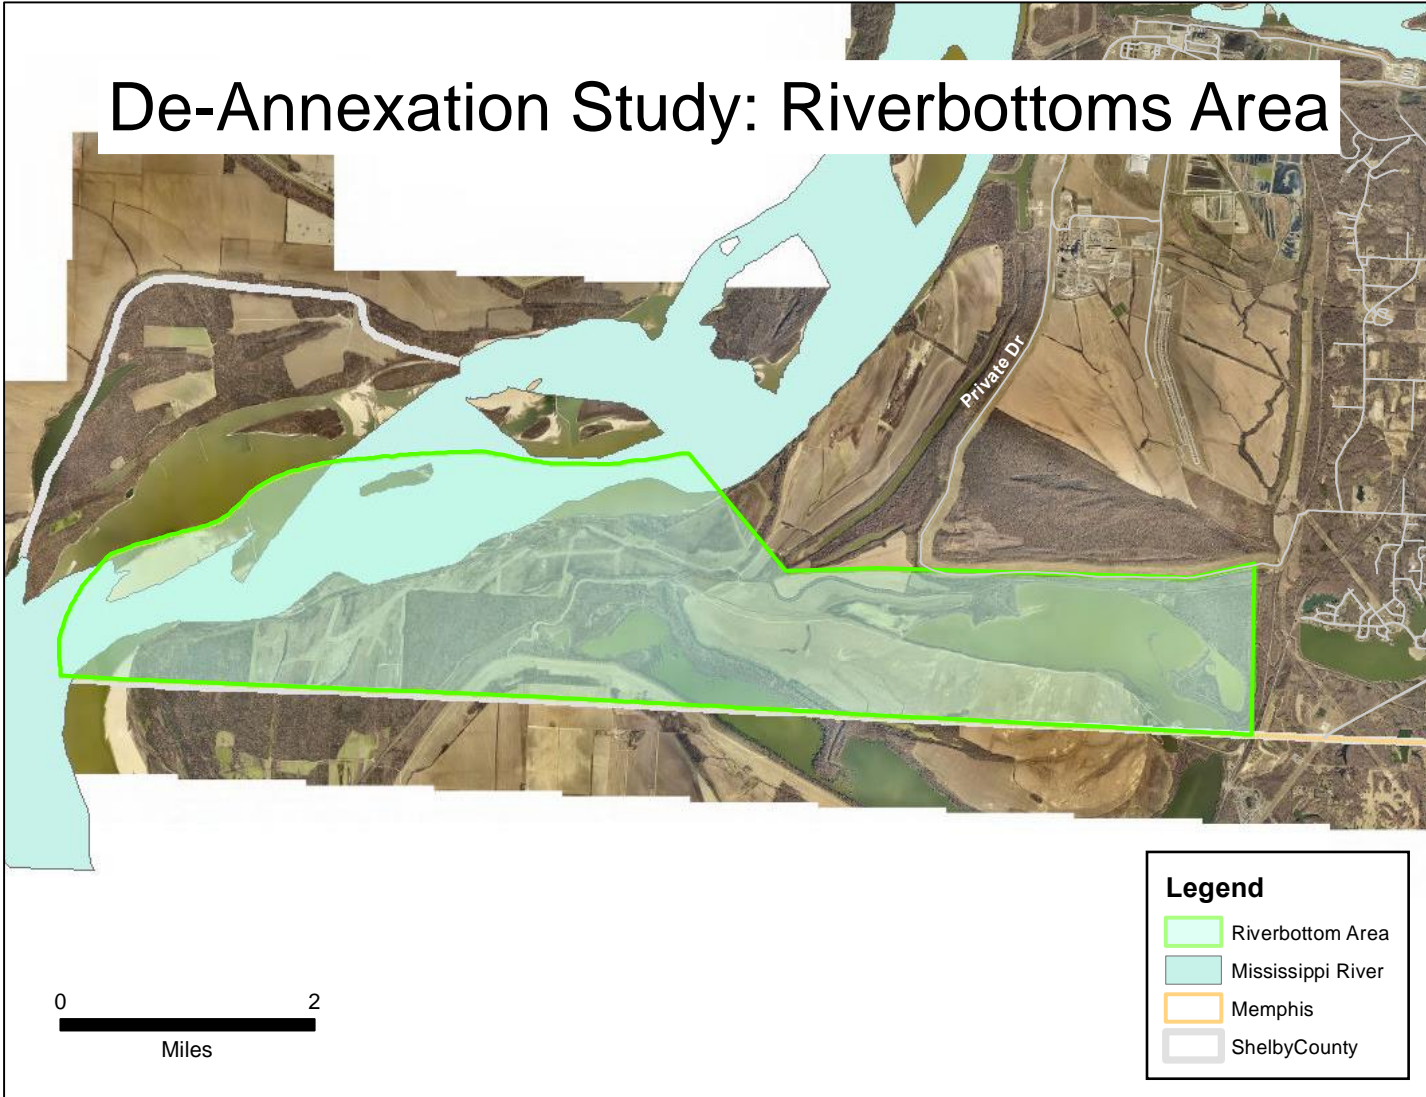 De-Annexation Study: Riverbottoms Area
Private Dr
Legend
Riverbottom Area
Mississippi River
Memphis
ShelbyCounty
0 2
Miles